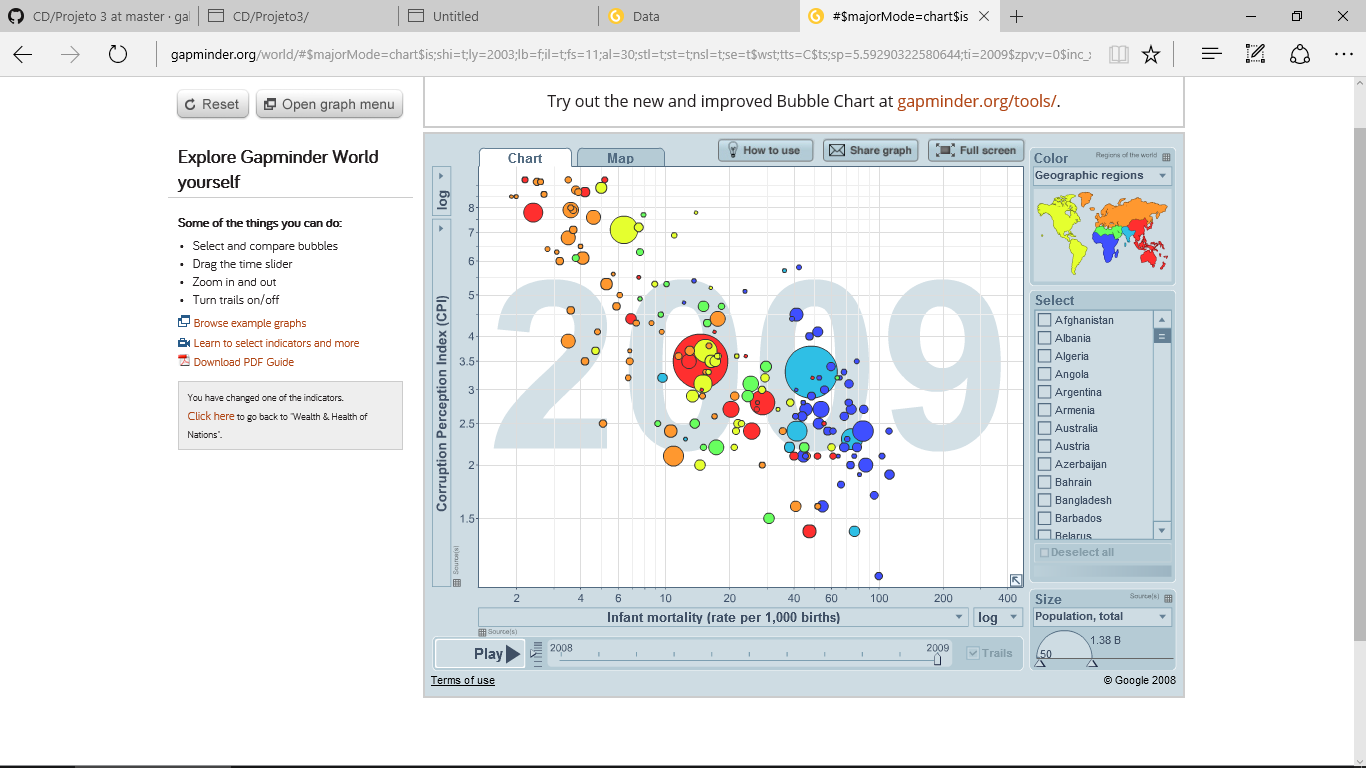 CD/Projeto 3 at master · ga
CD/Projeto3/
Untitled
Data
#$majorMode=chart$is
gapminder.org/world/#$majorMode=chart$is;shi=t;ly=2003;lb=f;il=t;fs=11;al=30;stl=t;st=t;nsl=t;se=t$wst;tts=C$ts;sp=5.59290322580644;ti=2009$zpv;v=0$inc_x
Reset
Open graph menu
Try out the new and improved Bubble Chart at gapminder.org/tools/.
Explore Gapminder World
yourself
Some of the things you can do:
• Select and compare bubbles
• Drag the time slider
• Zoom in and out
• Turn trails on/off
Browse example graphs
Learn to select indicators and more
Download PDF Guide
You have changed one of the indicators.
Click here to go back to "Wealth & Health of
Nations".
Chart
Map
How to use
Share graph
Full screen
log
Corruption Perception Index (CPI)
Source(s)
2009
8
7
6
5
4
3.5
3
2.5
2
1.5
2
4
6
10
20
40
60
100
200
400
Infant mortality (rate per 1,000 births)
log
Source(s)
Play
2008
2009
Trails
Terms of use
© Google 2008
Color
Regions of the world
Geographic regions
Select
Afghanistan
Albania
Algeria
Angola
Argentina
Armenia
Australia
Austria
Azerbaijan
Bahrain
Bangladesh
Barbados
Belarus
Deselect all
Size
Source(s)
Population, total
1.38 B
50